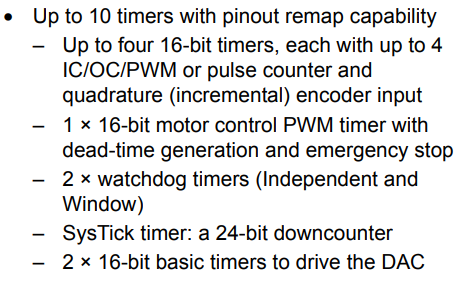 • Up to 10 timers with pinout remap capability
– Up to four 16-bit timers, each with up to 4
IC/OC/PWM or pulse counter and
quadrature (incremental) encoder input
– 1 × 16-bit motor control PWM timer with
dead-time generation and emergency stop
– 2 × watchdog timers (Independent and
Window)
– SysTick timer: a 24-bit downcounter
– 2 × 16-bit basic timers to drive the DAC